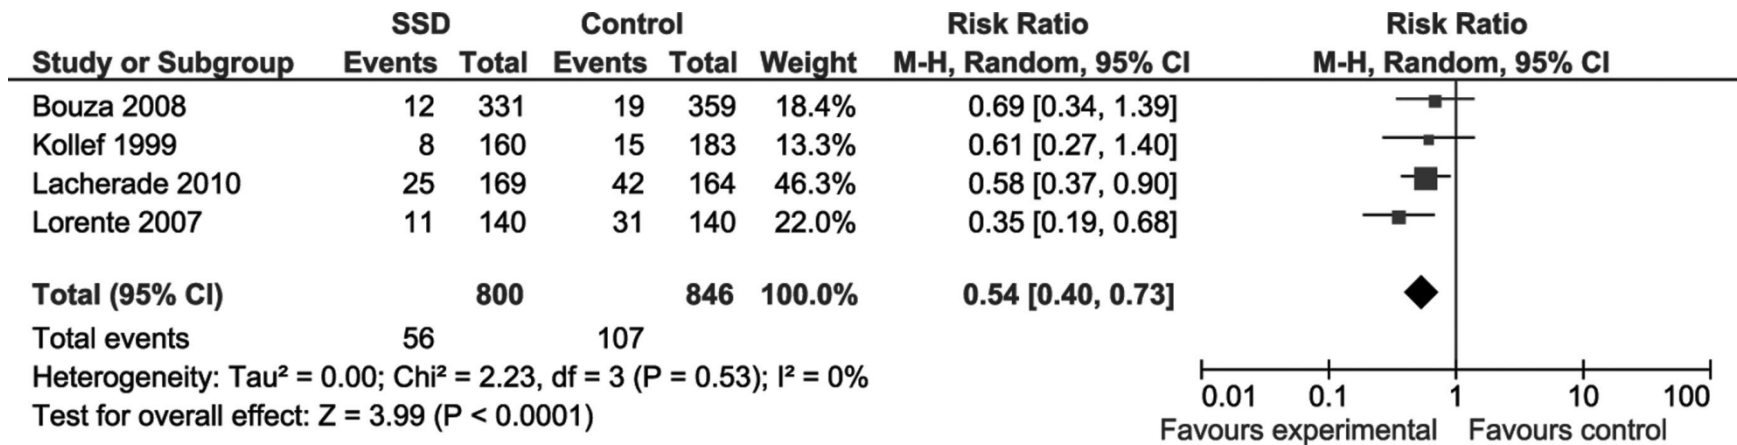 SSD Control Risk Ratio Risk Ratio
Study or Subgroup Events Total Events Total Weight M-H, Random, 95% CI M-H, Random, 95% CI
Bouza 2008 12 331 19 359 18.4% 0.69 [0.34, 1.39]
Kollef 1999 8 160 15 183 13.3% 0.61 [0.27, 1.40]
Lacherade 2010 25 169 42 164 46.3% 0.58 [0.37, 0.90]
Lorente 2007 11 140 31 140 22.0% 0.35 [0.19, 0.68]
Total (95% CI) 800 846 100.0% 0.54 [0.40, 0.73]
Total events 56 107
Heterogeneity: Tau² = 0.00; Chi² = 2.23, df = 3 (P = 0.53); I² = 0%
Test for overall effect: Z = 3.99 (P < 0.0001)
0.01 0.1 1 10 100
Favours experimental Favours control